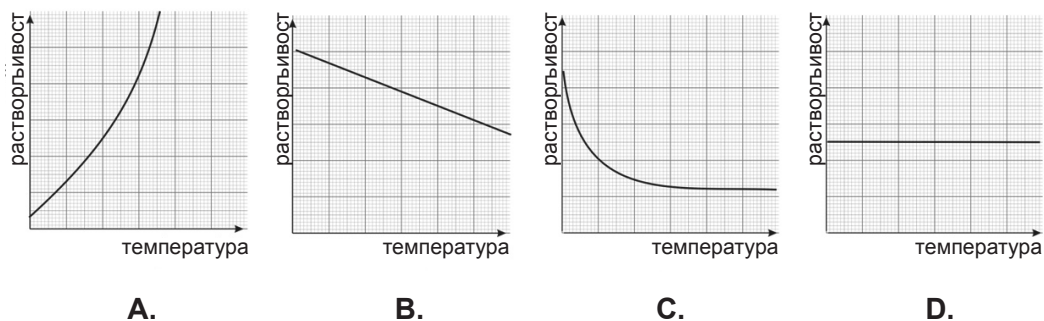 растворљивост
температура
A.
растворљивост
температура
B.
растворљивост
температура
C.
растворљивост
температура
D.